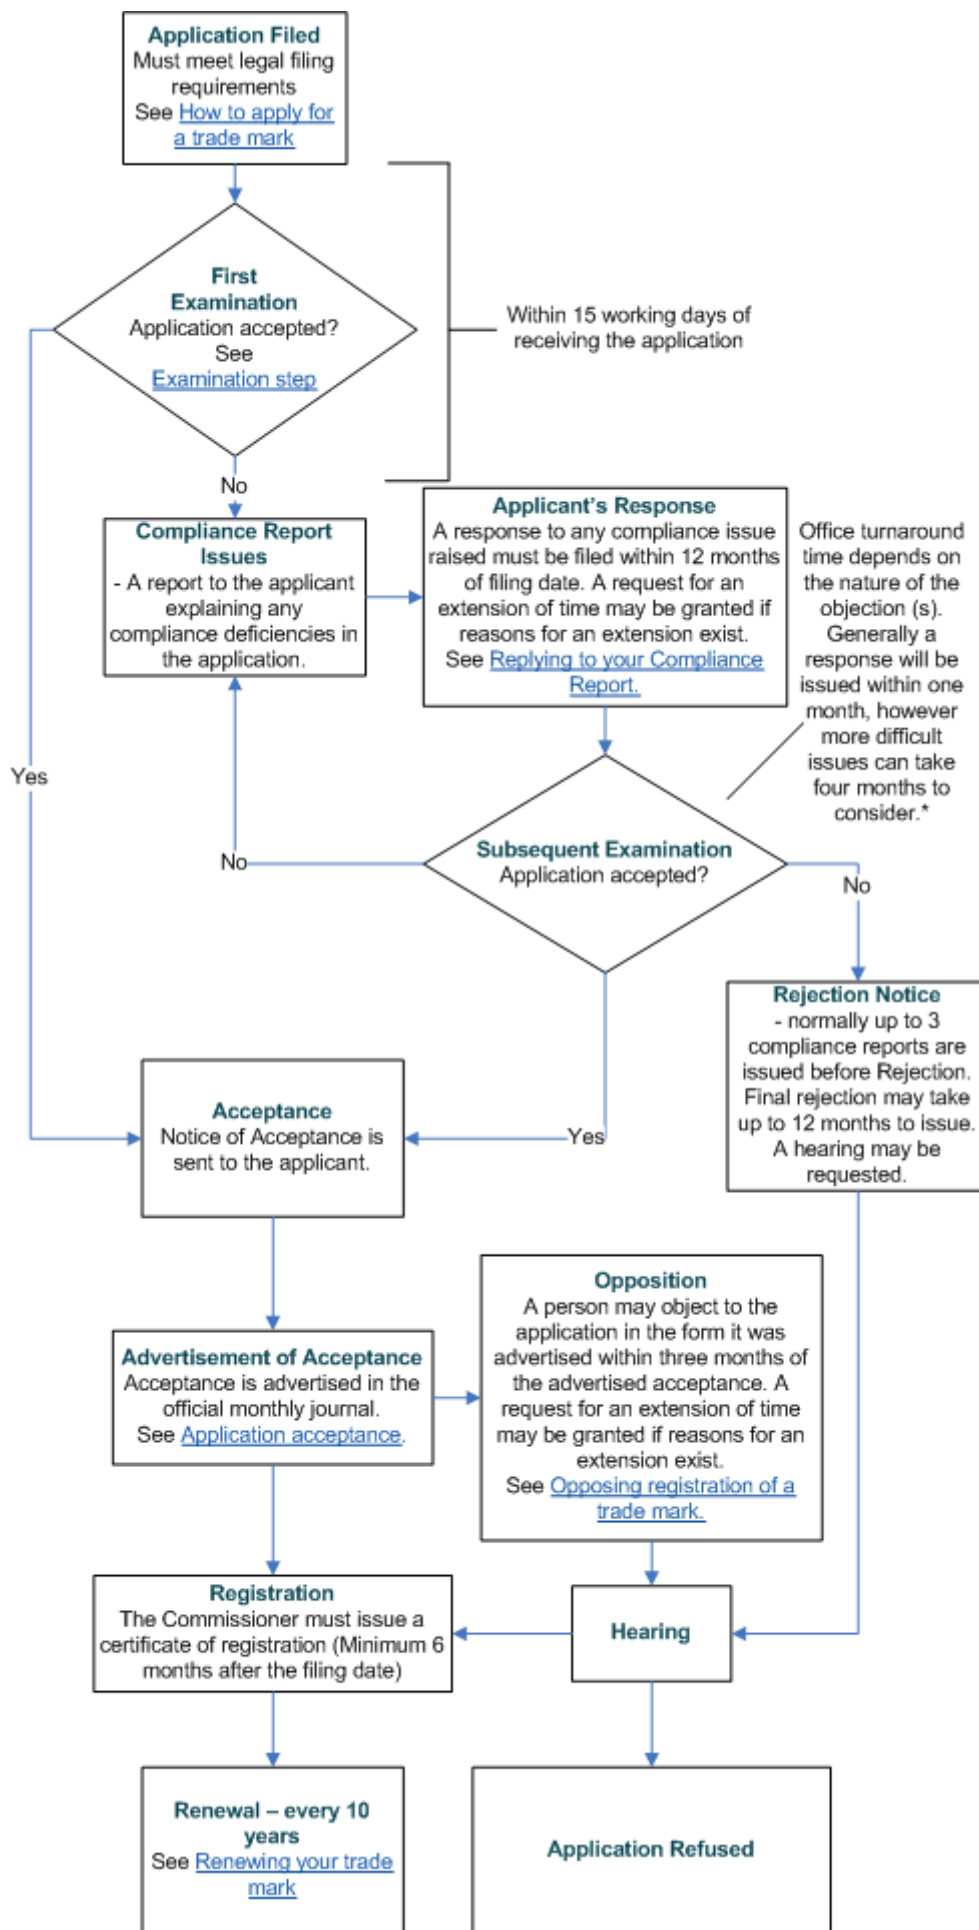 Application Filed
Must meet legal filing
requirements
See How to apply for
a trade mark
First
Examination
Application accepted?
See
Examination step
Within 15 working days of
receiving the application
No
Compliance Report
Issues
- A report to the applicant
explaining any
compliance deficiencies in
the application.
Applicant's Response
A response to any compliance issue
raised must be filed within 12 months
of filing date. A request for an
extension of time may be granted if
reasons for an extension exist.
See Replying to your Compliance
Report.
Office turnaround
time depends on
the nature of the
objection (s).
Generally a
response will be
issued within one
month, however
more difficult
issues can take
four months to
consider.*
Yes
Subsequent Examination
Application accepted?
No
No
Rejection Notice
- normally up to 3
compliance reports are
issued before Rejection.
Final rejection may take
up to 12 months to issue.
A hearing may be
requested.
Acceptance
Notice of Acceptance is
sent to the applicant.
Yes
Advertisement of Acceptance
Acceptance is advertised in the
official monthly journal.
See Application acceptance.
Opposition
A person may object to the
application in the form it was
advertised within three months of
the advertised acceptance. A
request for an extension of time
may be granted if reasons for an
extension exist.
See Opposing registration of a
trade mark.
Registration
The Commissioner must issue a
certificate of registration (Minimum 6
months after the filing date)
Hearing
Renewal – every 10
years
See Renewing your trade
mark
Application Refused